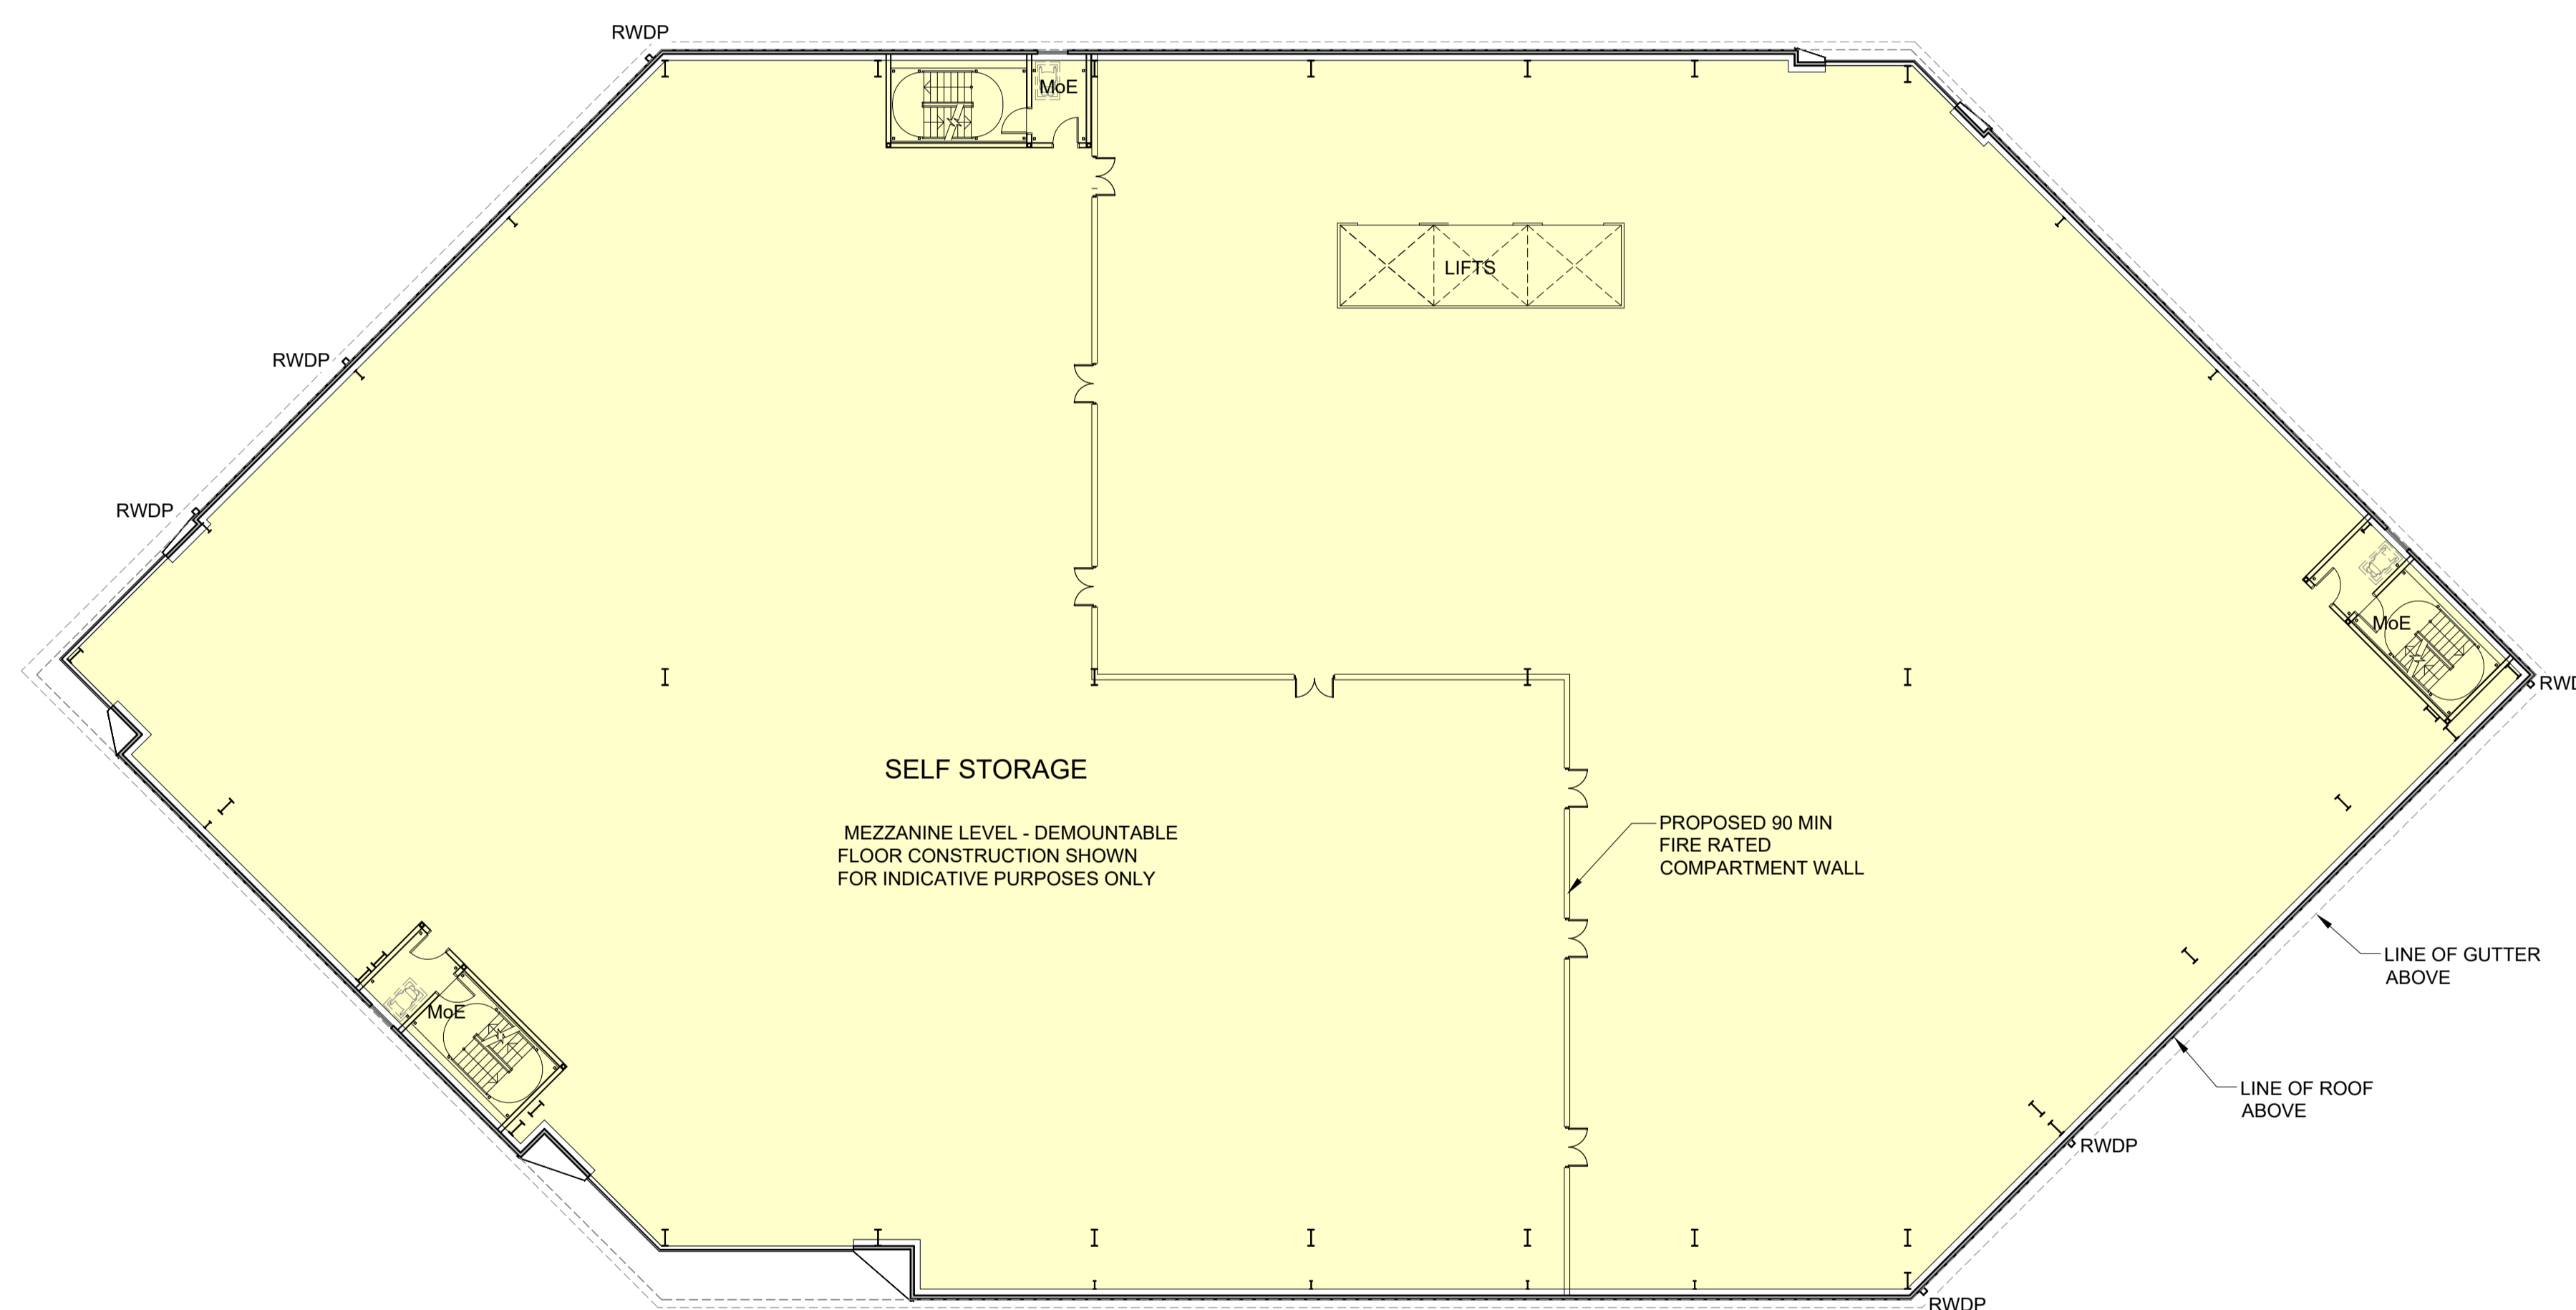 RWDP
MoE
LIFTS
RWDP
RWDP
MoE
RWD
SELF STORAGE
MEZZANINE LEVEL - DEMOUNTABLE
FLOOR CONSTRUCTION SHOWN
FOR INDICATIVE PURPOSES ONLY
PROPOSED 90 MIN
FIRE RATED
COMPARTMENT WALL
LINE OF GUTTER
ABOVE
MoE
LINE OF ROOF
ABOVE
RWDP
RWDP